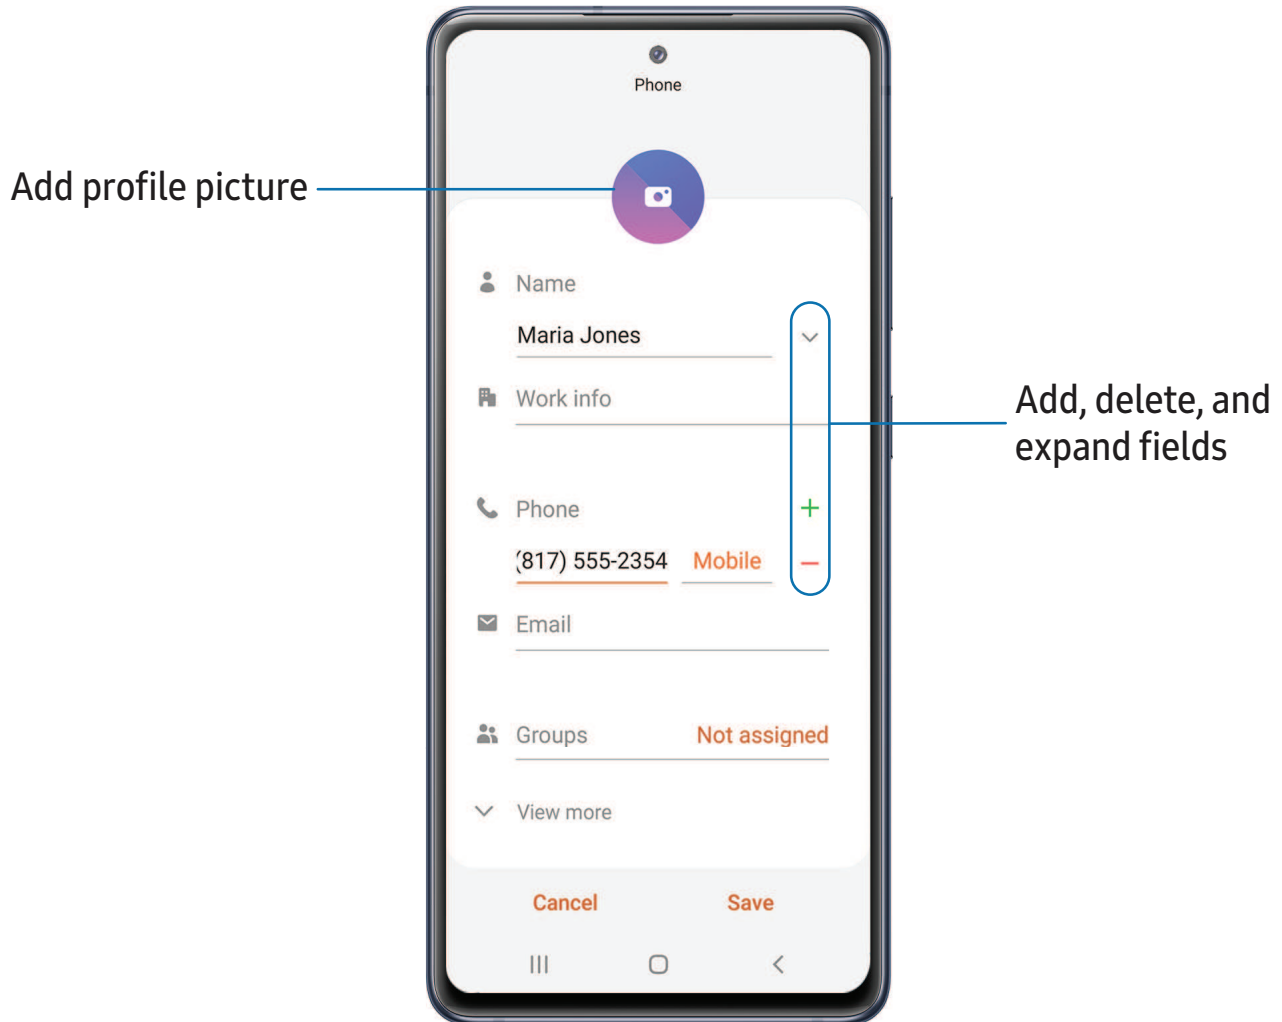 Phone
Add profile picture
Name
Maria Jones
Work info
Add, delete, and
expand fields
Phone
(817) 555-2354 Mobile
Email
Groups Not assigned
View more
Cancel Save